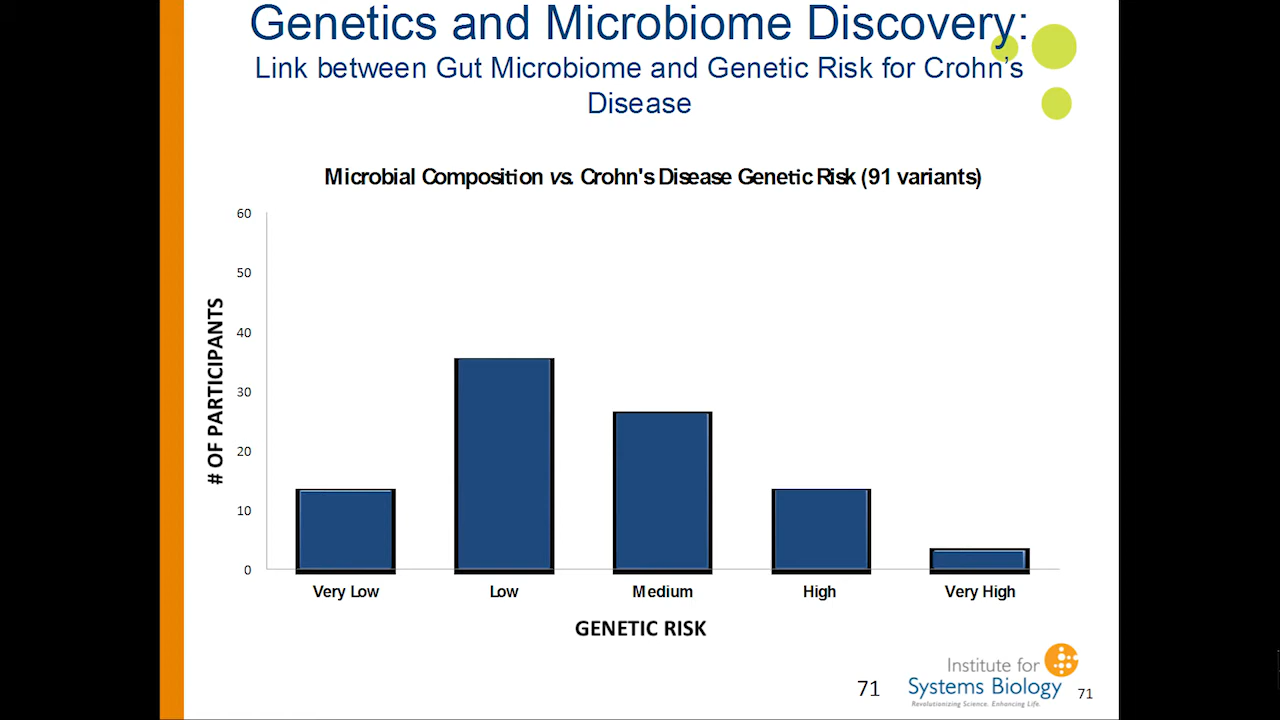 Genetics and Microbiome Discovery:
Link between Gut Microbiome and Genetic Risk for Crohn's
Disease
Microbial Composition vs. Crohn's Disease Genetic Risk (91 variants)
60
50
40
30
20
10
0
# OF PARTICIPANTS
Very Low Low Medium High Very High
GENETIC RISK
71
Institute for
Systems Biology
Revolutionizing Science. Enhancing Life.
71